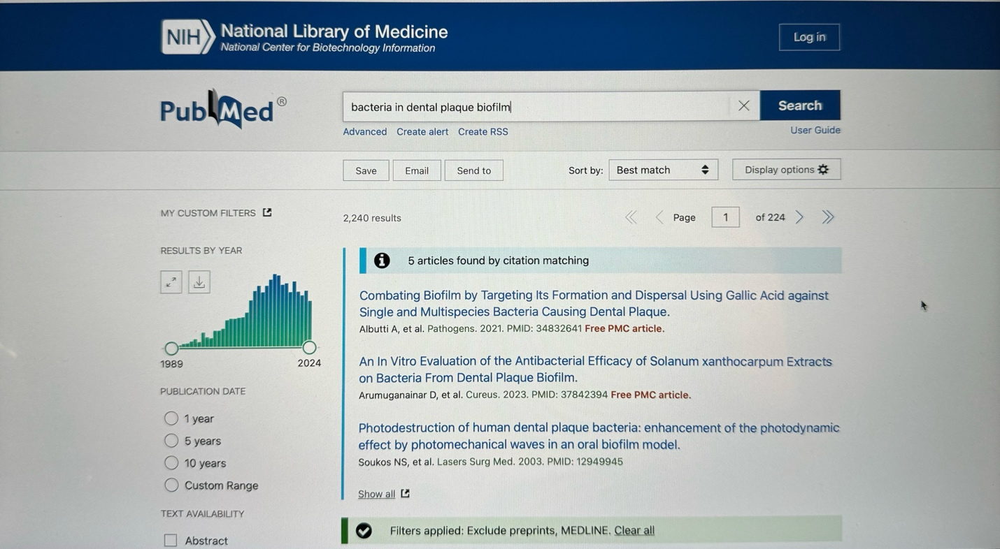 NIH National Library of Medicine
National Center for Biotechnology Information
Log in
PubMed®
bacteria in dental plaque biofilm
Search
Advanced Create alert Create RSS
User Guide
Save Email Send to
Sort by: Best match
Display options
MY CUSTOM FILTERS
2,240 results
Page 1 of 224
RESULTS BY YEAR
1989 2024
PUBLICATION DATE
1 year
5 years
10 years
Custom Range
TEXT AVAILABILITY
Abstract
5 articles found by citation matching
Combating Biofilm by Targeting Its Formation and Dispersal Using Gallic Acid against
Single and Multispecies Bacteria Causing Dental Plaque.
Albutti A, et al. Pathogens. 2021. PMID: 34832641 Free PMC article.
An In Vitro Evaluation of the Antibacterial Efficacy of Solanum xanthocarpum Extracts
on Bacteria From Dental Plaque Biofilm.
Arumuganainar D, et al. Cureus. 2023. PMID: 37842394 Free PMC article.
Photodestruction of human dental plaque bacteria: enhancement of the photodynamic
effect by photomechanical waves in an oral biofilm model.
Soukos NS, et al. Lasers Surg Med. 2003. PMID: 12949945
Show all
Filters applied: Exclude preprints, MEDLINE. Clear all